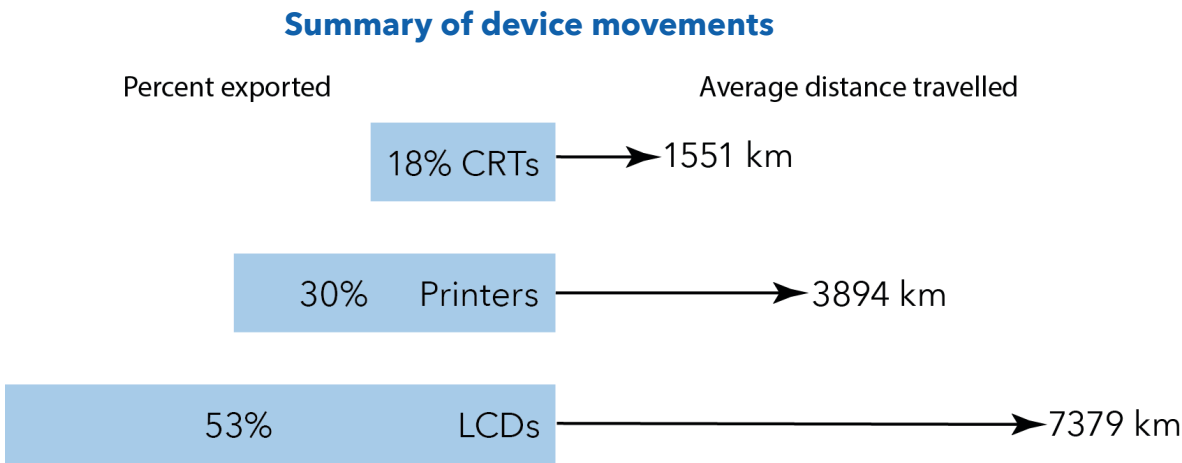 Summary of device movements
Percent exported
Average distance travelled
18% CRTs
1551 km
30% Printers
3894 km
53% LCDs
7379 km